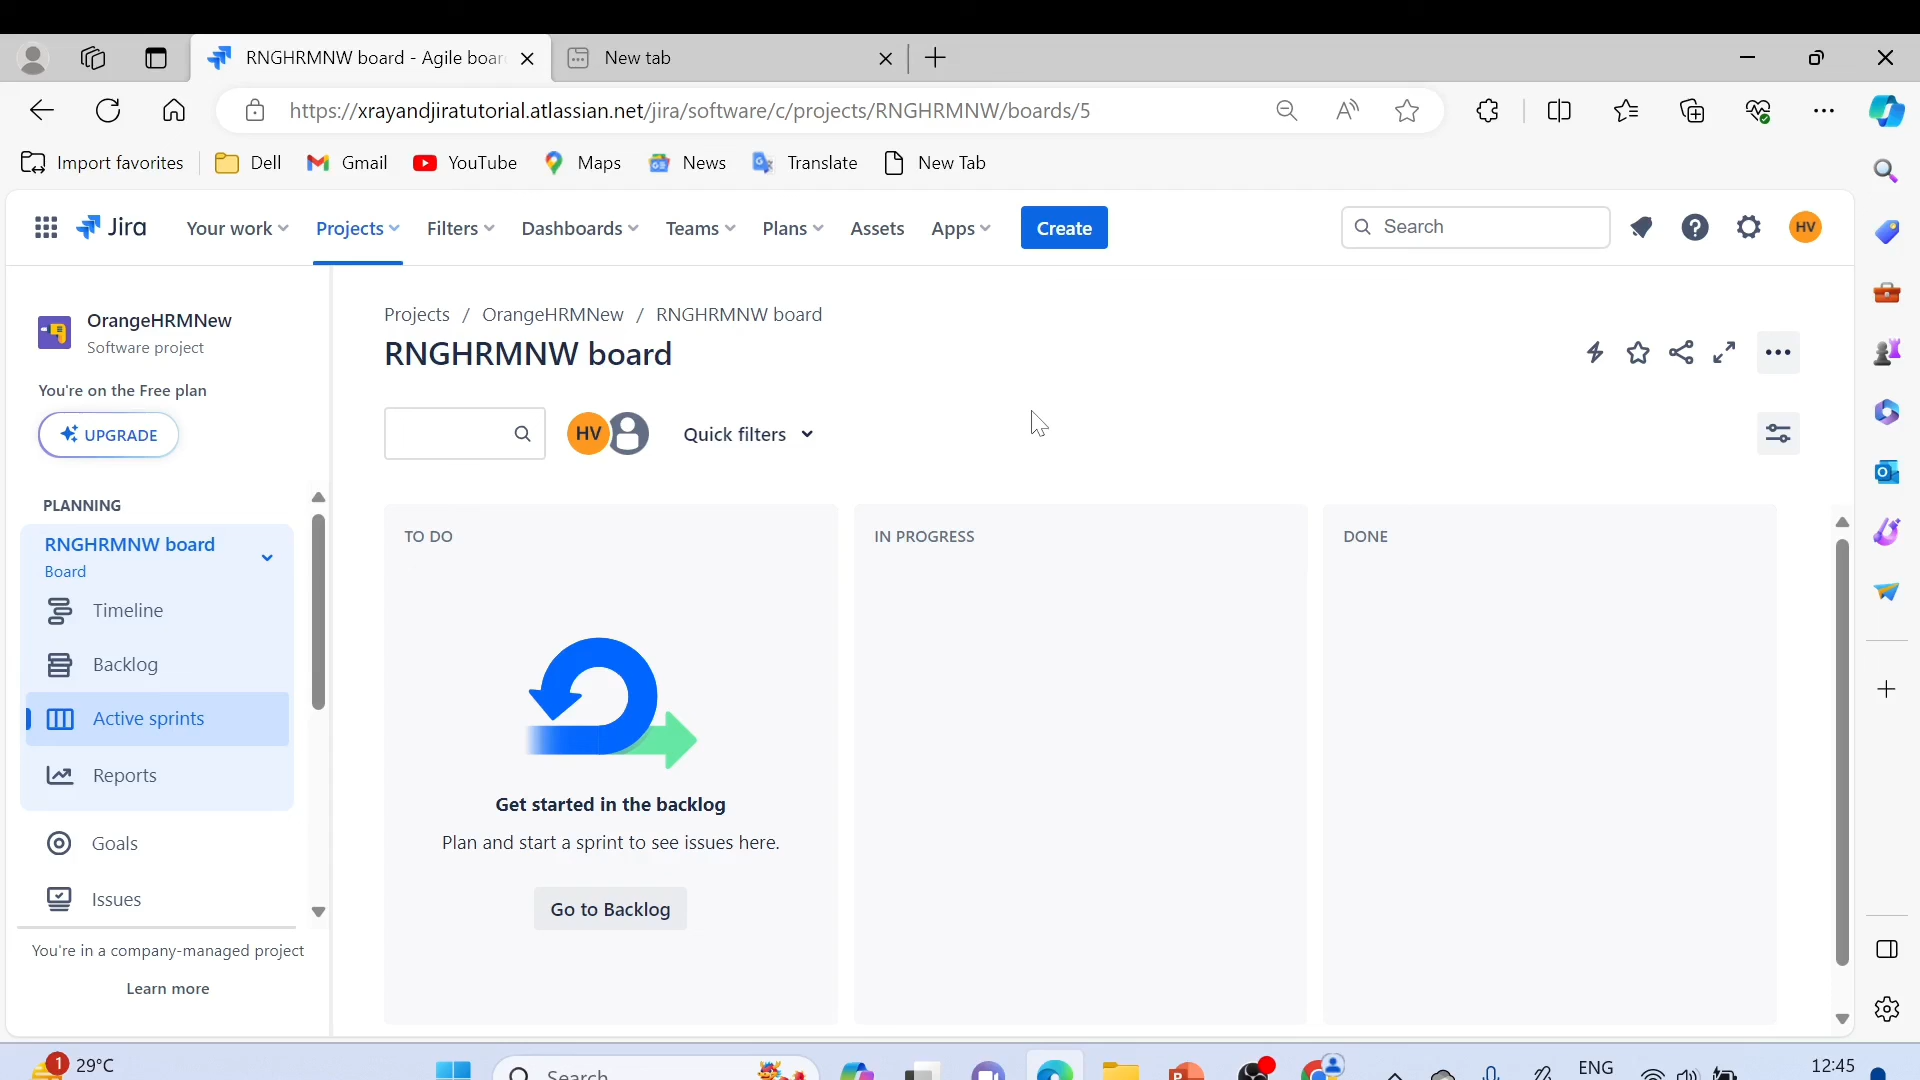 RNGHRMNW board - Agile boar
New tab
https://xrayandjiratutorial.atlassian.net/jira/software/c/projects/RNGHRMNW/boards/5
Import favorites
Dell
Gmail
YouTube
Maps
News
Translate
New Tab
Jira
Your work
Projects
Filters
Dashboards
Teams
Plans
Assets
Apps
Create
Search
HV
OrangeHRMNew
Software project
You're on the Free plan
UPGRADE
PLANNING
RNGHRMNW board
Board
Timeline
Backlog
Active sprints
Reports
Goals
Issues
You're in a company-managed project
Learn more
Projects / OrangeHRMNew / RNGHRMNW board
RNGHRMNW board
HV
Quick filters
TO DO
IN PROGRESS
DONE
Get started in the backlog
Plan and start a sprint to see issues here.
Go to Backlog
1
29°C
Search
ENG
12:45